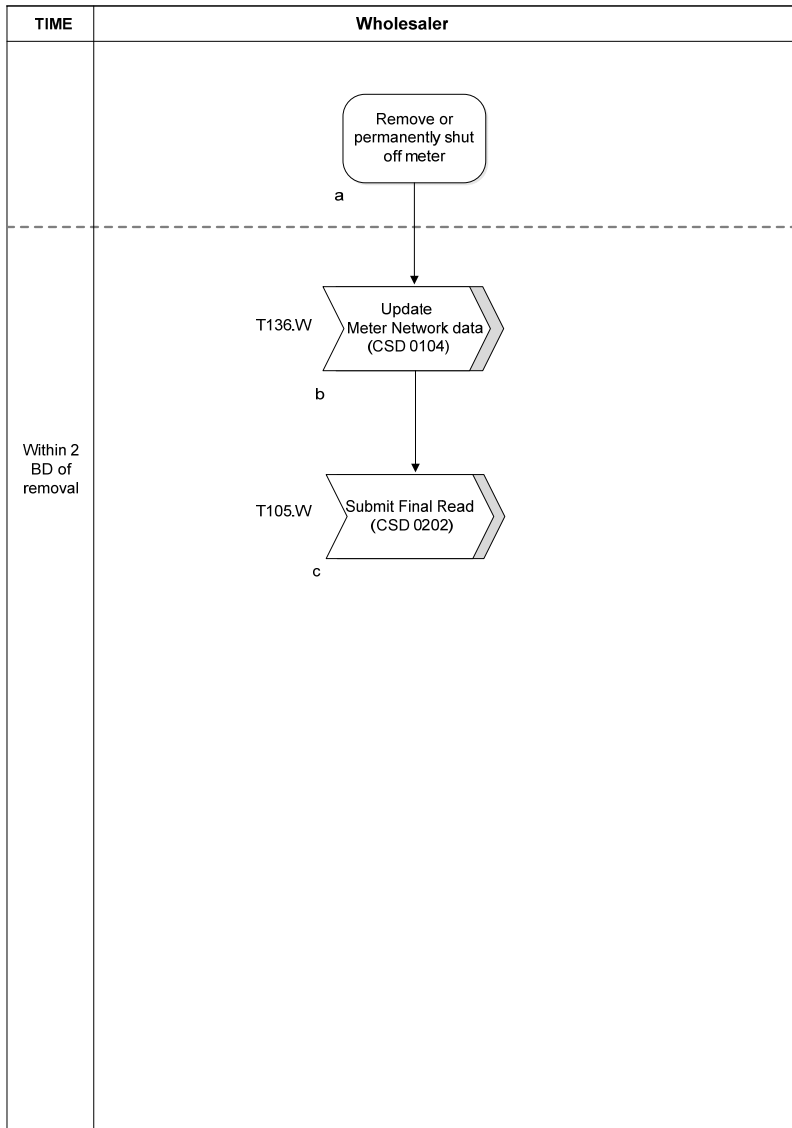 TIME
Wholesaler
Remove or
permanently shut
off meter
a
T136.W
Update
Meter Network data
(CSD 0104)
b
Within 2
BD of
removal
T105.W
Submit Final Read
(CSD 0202)
c